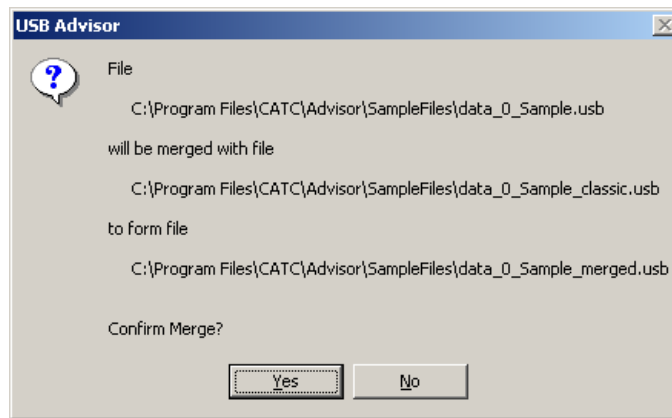 USB Advisor
File
C:\Program Files\CATC\Advisor\SampleFiles\data_0_Sample.usb
will be merged with file
C:\Program Files\CATC\Advisor\SampleFiles\data_0_Sample_classic.usb
to form file
C:\Program Files\CATC\Advisor\SampleFiles\data_0_Sample_merged.usb
Confirm Merge?
Yes No